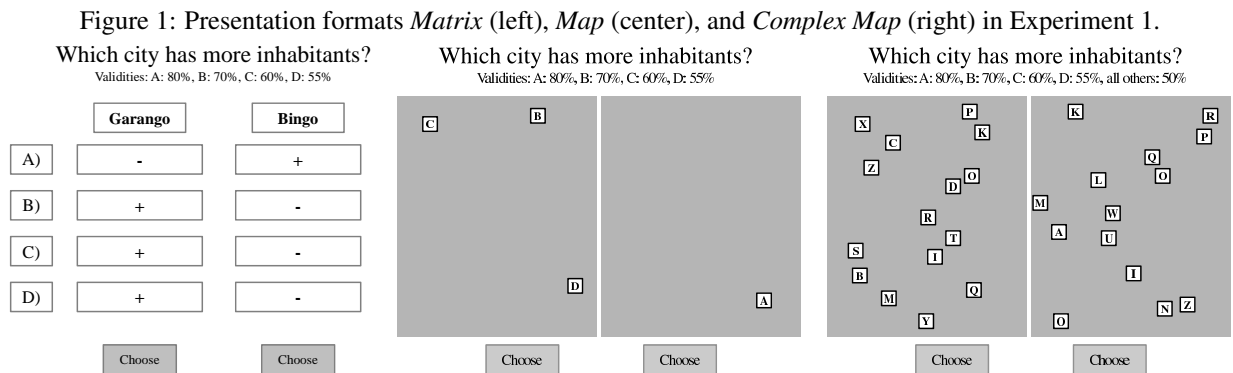 Figure 1: Presentation formats Matrix (left), Map (center), and Complex Map (right) in Experiment 1.
Which city has more inhabitants?
Validities: A: 80%, B: 70%, C: 60%, D: 55%
Garango Bingo
A) - +
B) + -
C) + -
D) + -
Choose Choose
Which city has more inhabitants?
Validities: A: 80%, B: 70%, C: 60%, D: 55%
B
C
D
A
Choose Choose
Which city has more inhabitants?
Validities: A: 80%, B: 70%, C: 60%, D: 55%, all others: 50%
P
X
K
C
Z
O
D
R
T
S
I
B
Q
M
Y
K
R
P
Q
O
L
M
W
A
U
I
Z
N
O
Choose Choose